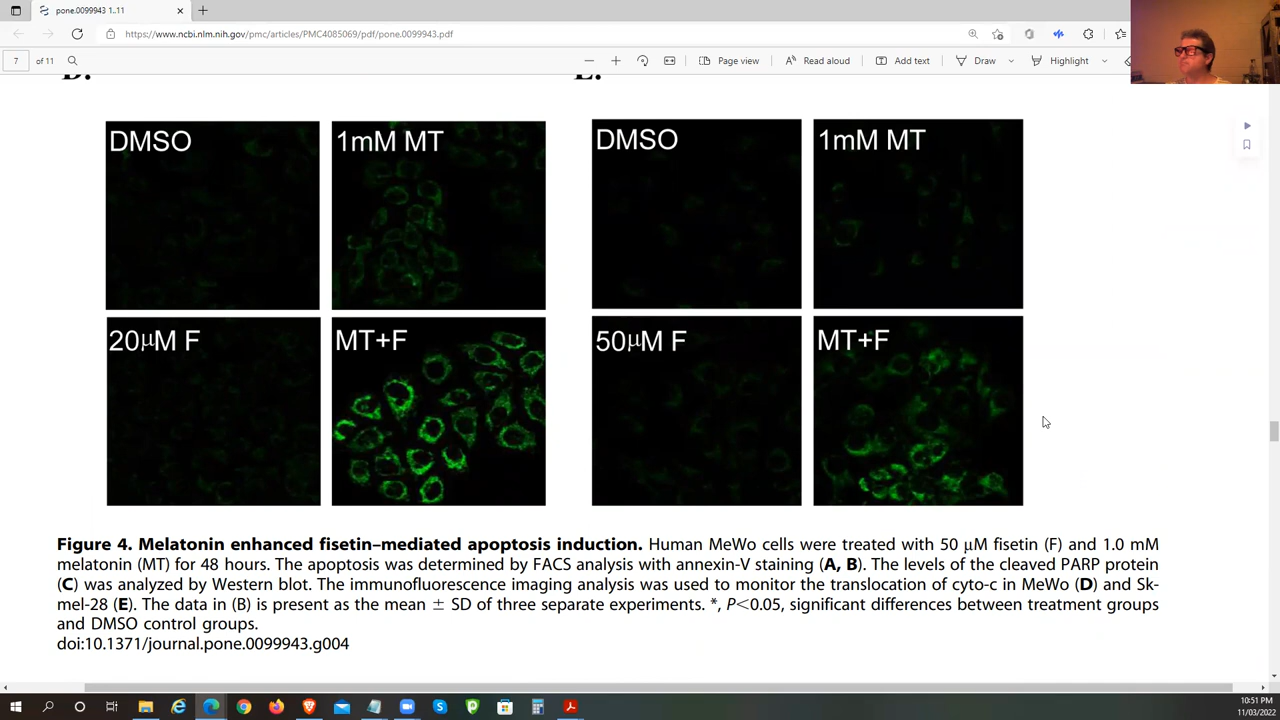 pone.0099943 1..11
https://www.ncbi.nlm.nih.gov/pmc/articles/PMC4085069/pdf/pone.0099943.pdf
7 of 11
Page view
Read aloud
Add text
Draw
Highlight
D.
E.
DMSO
1mM MT
DMSO
1mM MT
20μM F
MT+F
50μM F
MT+F
Figure 4. Melatonin enhanced fisetin–mediated apoptosis induction. Human MeWo cells were treated with 50 μM fisetin (F) and 1.0 mM
melatonin (MT) for 48 hours. The apoptosis was determined by FACS analysis with annexin-V staining (A, B). The levels of the cleaved PARP protein
(C) was analyzed by Western blot. The immunofluorescence imaging analysis was used to monitor the translocation of cyto-c in MeWo (D) and Sk-
mel-28 (E). The data in (B) is present as the mean ± SD of three separate experiments. *, P<0.05, significant differences between treatment groups
and DMSO control groups.
doi:10.1371/journal.pone.0099943.g004
10:51 PM
11/03/2022